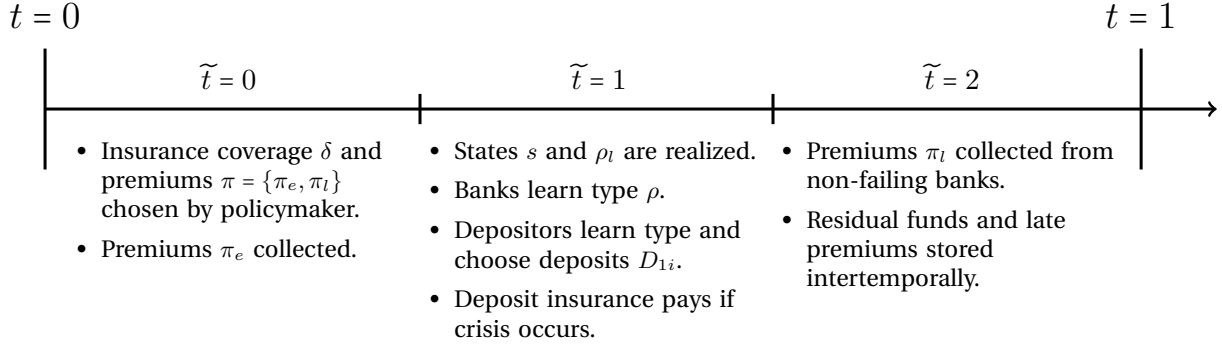 t = 0
t = 1
t̃ = 0
t̃ = 1
t̃ = 2
• Insurance coverage δ and
premiums π = {πₑ, πₗ}
chosen by policymaker.
• Premiums πₑ collected.
• States s and ρₗ are realized.
• Banks learn type ρ.
• Depositors learn type and
choose deposits D₁ᵢ.
• Deposit insurance pays if
crisis occurs.
• Premiums πₗ collected from
non-failing banks.
• Residual funds and late
premiums stored
intertemporally.